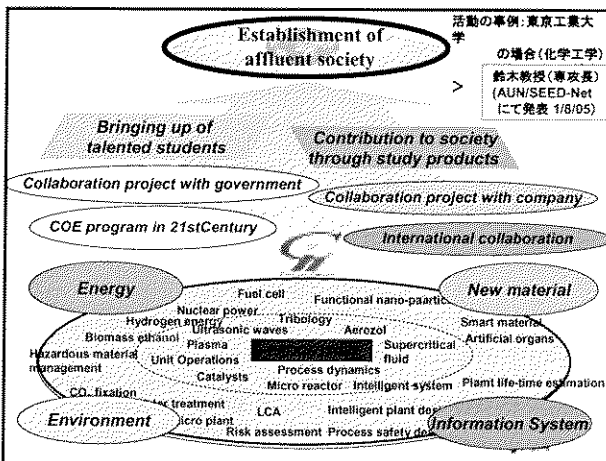 Establishment of
affluent society
活動の事例:東京工業大
学
の場合(化学工学)
>
鈴木教授(専攻長)
(AUN/SEED-Net
にて発表 1/8/05)
Bringing up of
talented students
Contribution to society
through study products
Collaboration project with government
Collaboration project with company
COE program in 21stCentury
International collaboration
Energy
New material
Fuel cell
Functional nano-paartic
Nuclear power
Hydrogen energy
Tribology
Smart material
Ultrasonic waves
Aerozol
Biomass ethanol
Artificial organs
Plasma
Supercritical
fluid
Hazardous material
management
Unit Operations
Process dynamics
Catalysts
Micro reactor
Intelligent system
Plant life-time estimation
CO₂ fixation
treatment
LCA
Intelligent plant des
Environment
icro plant
Information System
Risk assessment
Process safety de